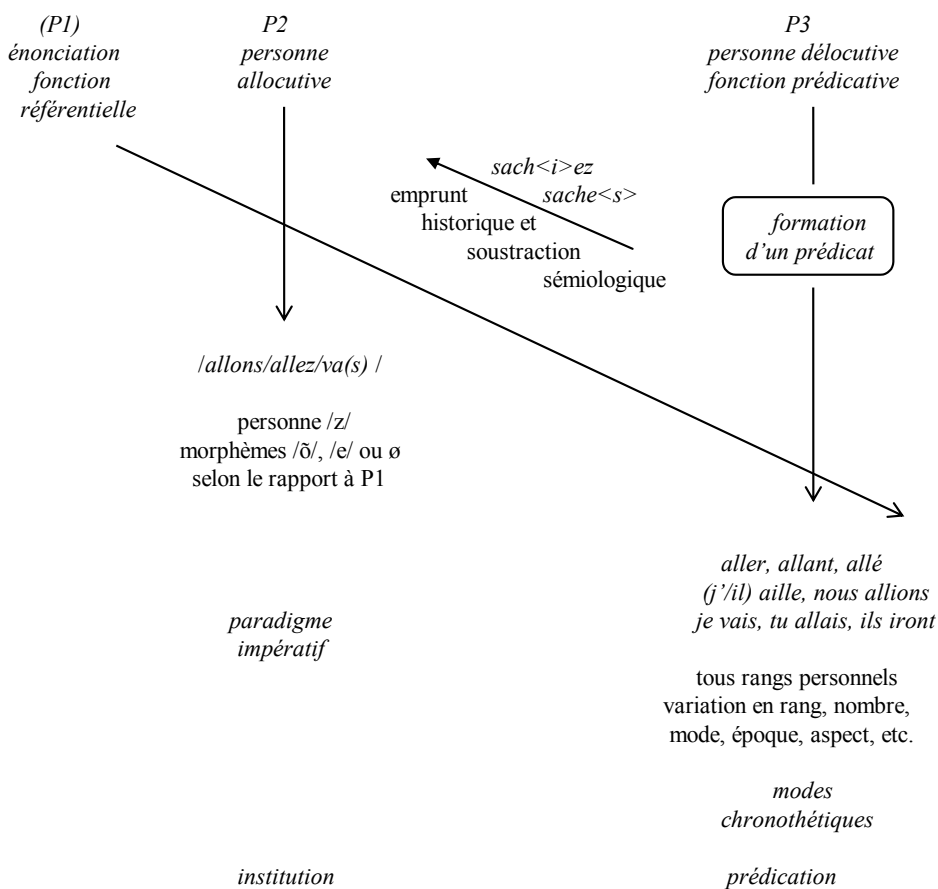 (P1)
énonciation
fonction
référentielle
P2
personne
allocutive
P3
personne délocutive
fonction prédicative
sach<i>ez
sache<s>
emprunt
historique et
soustraction
sémiologique
formation
d'un prédicat
/allons/allez/va(s) /
personne /z/
morphèmes /õ/, /e/ ou ø
selon le rapport à P1
paradigme
impératif
aller, allant, allé
(j'/il) aille, nous allions
je vais, tu allais, ils iront
tous rangs personnels
variation en rang, nombre,
mode, époque, aspect, etc.
modes
chronothétiques
institution
prédication